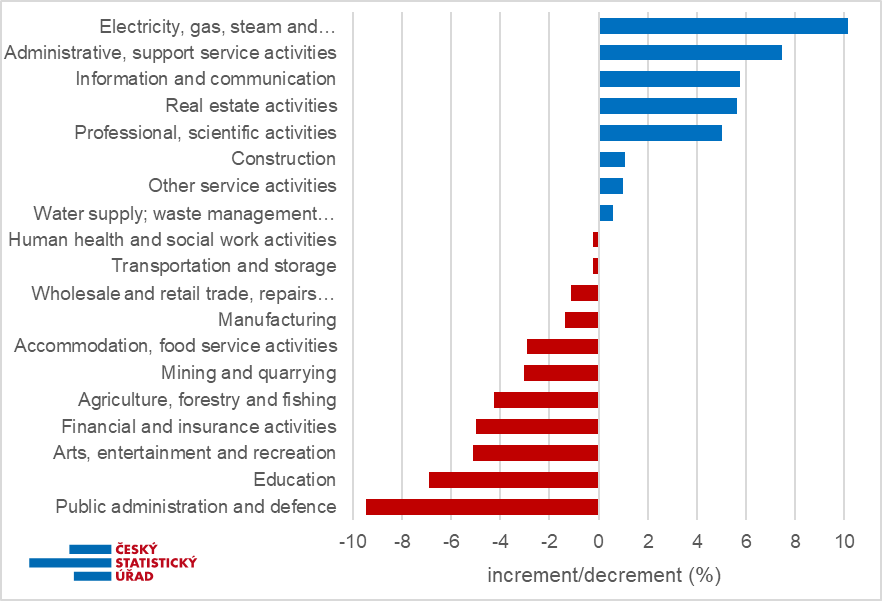 Electricity, gas, steam and…
Administrative, support service activities
Information and communication
Real estate activities
Professional, scientific activities
Construction
Other service activities
Water supply; waste management…
Human health and social work activities
Transportation and storage
Wholesale and retail trade, repairs…
Manufacturing
Accommodation, food service activities
Mining and quarrying
Agriculture, forestry and fishing
Financial and insurance activities
Arts, entertainment and recreation
Education
Public administration and defence
-10 -8 -6 -4 -2 0 2 4 6 8 10
increment/decrement (%)
ČESKÝ
STATISTICKÝ
ÚŘAD